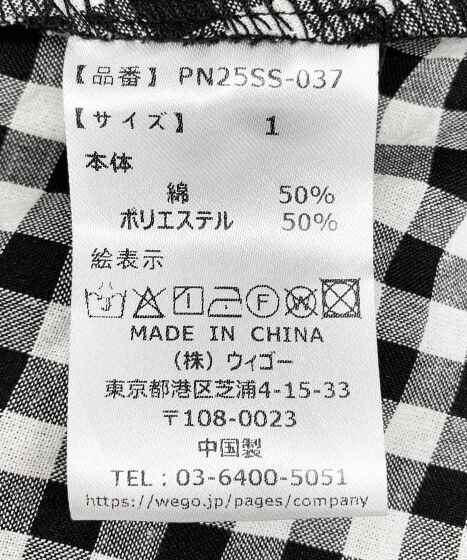 【品番】 PN25SS-037
【サイズ】 1
本体
綿 50%
ポリエステル 50%
絵表示
F W
MADE IN CHINA
（株）ウィゴー
東京都港区芝浦4-15-33
〒108-0023
中国製
TEL：03-6400-5051
https://wego.jp/pages/company